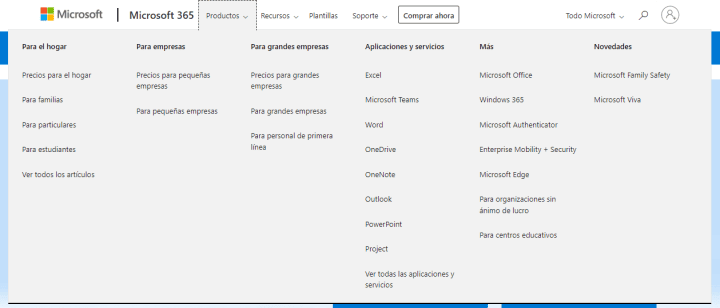 Microsoft
Microsoft 365
Productos
Recursos
Plantillas
Soporte
Comprar ahora
Todo Microsoft
Para el hogar
Precios para el hogar
Para familias
Para particulares
Para estudiantes
Ver todos los artículos
Para empresas
Precios para pequeñas
empresas
Para pequeñas empresas
Para grandes empresas
Precios para grandes
empresas
Para grandes empresas
Para personal de primera
línea
Aplicaciones y servicios
Excel
Microsoft Teams
Word
OneDrive
OneNote
Outlook
PowerPoint
Project
Ver todas las aplicaciones y
servicios
Más
Microsoft Office
Windows 365
Microsoft Authenticator
Enterprise Mobility + Security
Microsoft Edge
Para organizaciones sin
ánimo de lucro
Para centros educativos
Novedades
Microsoft Family Safety
Microsoft Viva